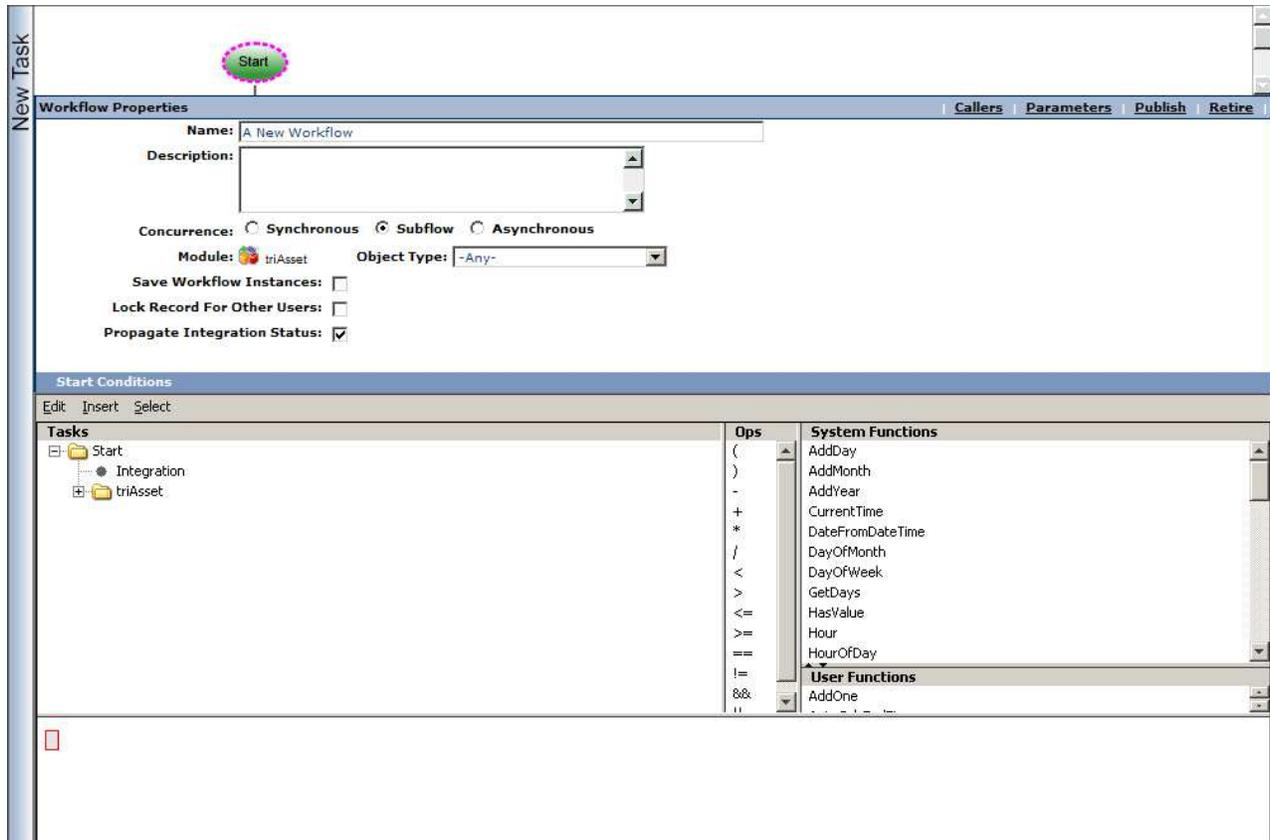 New Task
Start
Workflow Properties
Callers
Parameters
Publish
Retire
Name: A New Workflow
Description:
Concurrence: Synchronous Subflow Asynchronous
Module: triAsset Object Type: -Any-
Save Workflow Instances:
Lock Record For Other Users:
Propagate Integration Status:
Start Conditions
Edit Insert Select
Tasks
Start
Integration
triAsset
Ops
(
)
-
+
*
/
<
>
<=
>=
==
!=
&&
System Functions
AddDay
AddMonth
AddYear
CurrentTime
DateFromDateTime
DayOfMonth
DayOfWeek
GetDays
HasValue
Hour
HourOfDay
User Functions
AddOne